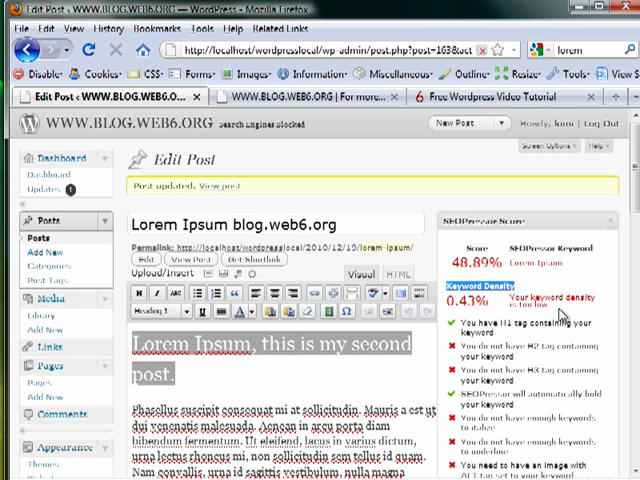 Edit Post ‹ WWW.BLOG.WEB6.ORG — WordPress - Mozilla Firefox
File Edit View History Bookmarks Tools Related Links
http://localhost/wordpresslocal/wp-admin/post.php?post=163&act
lorem
Disable Cookies CSS Forms Images Information Miscellaneous Outline Resize Tools View S
Edit Post ‹ WWW.BLOG.WEB6.O...
WWW.BLOG.WEB6.ORG | For more...
6 Free Wordpress Video Tutorial
WWW.BLOG.WEB6.ORG Search Engines Blocked
New Post
Howdy, Log Out
Edit Post
Screen Options Help
Post updated. View post
Dashboard
Dashboard
Updates 1
Posts
Posts
Add New
Categories
Post Tags
Media
Library
Add New
Links
Pages
Pages
Add New
Comments
Appearance
Themes
Lorem Ipsum blog.web6.org
Permalink: http://localhost/wordpresslocal/2010/12/19/lorem-ipsum/
Edit View Post Get Shortlink
Upload/Insert
Visual HTML
B I ABC
ABC
Heading 1 U A
Lorem Ipsum, this is my second
post.
Phasellus suscipit consequat mi at sollicitudin. Mauris a est ut
dui venenatis malesuada. Aenean in arcu porta diam
bibendum fermentum. Ut eleifend, lacus in varius dictum,
urna lectus rhoncus mi, non sollicitudin sem tellus id quam.
Nam convallis, urna id sagittis vestibulum, nulla magna
SEOPressor Score
Score SEOPressor Keyword
48.89% Lorem Ipsum
Keyword Density
0.43% Your keyword density
is too low
You have H1 tag containing your
keyword
You do not have H2 tag containing
your keyword
You do not have H3 tag containing
your keyword
SEOPressor will automatically bold
your keyword
You do not have enough keywords
to italize
You do not have enough keywords
to underline
You need to have an image with
ALT tag set to your keyword